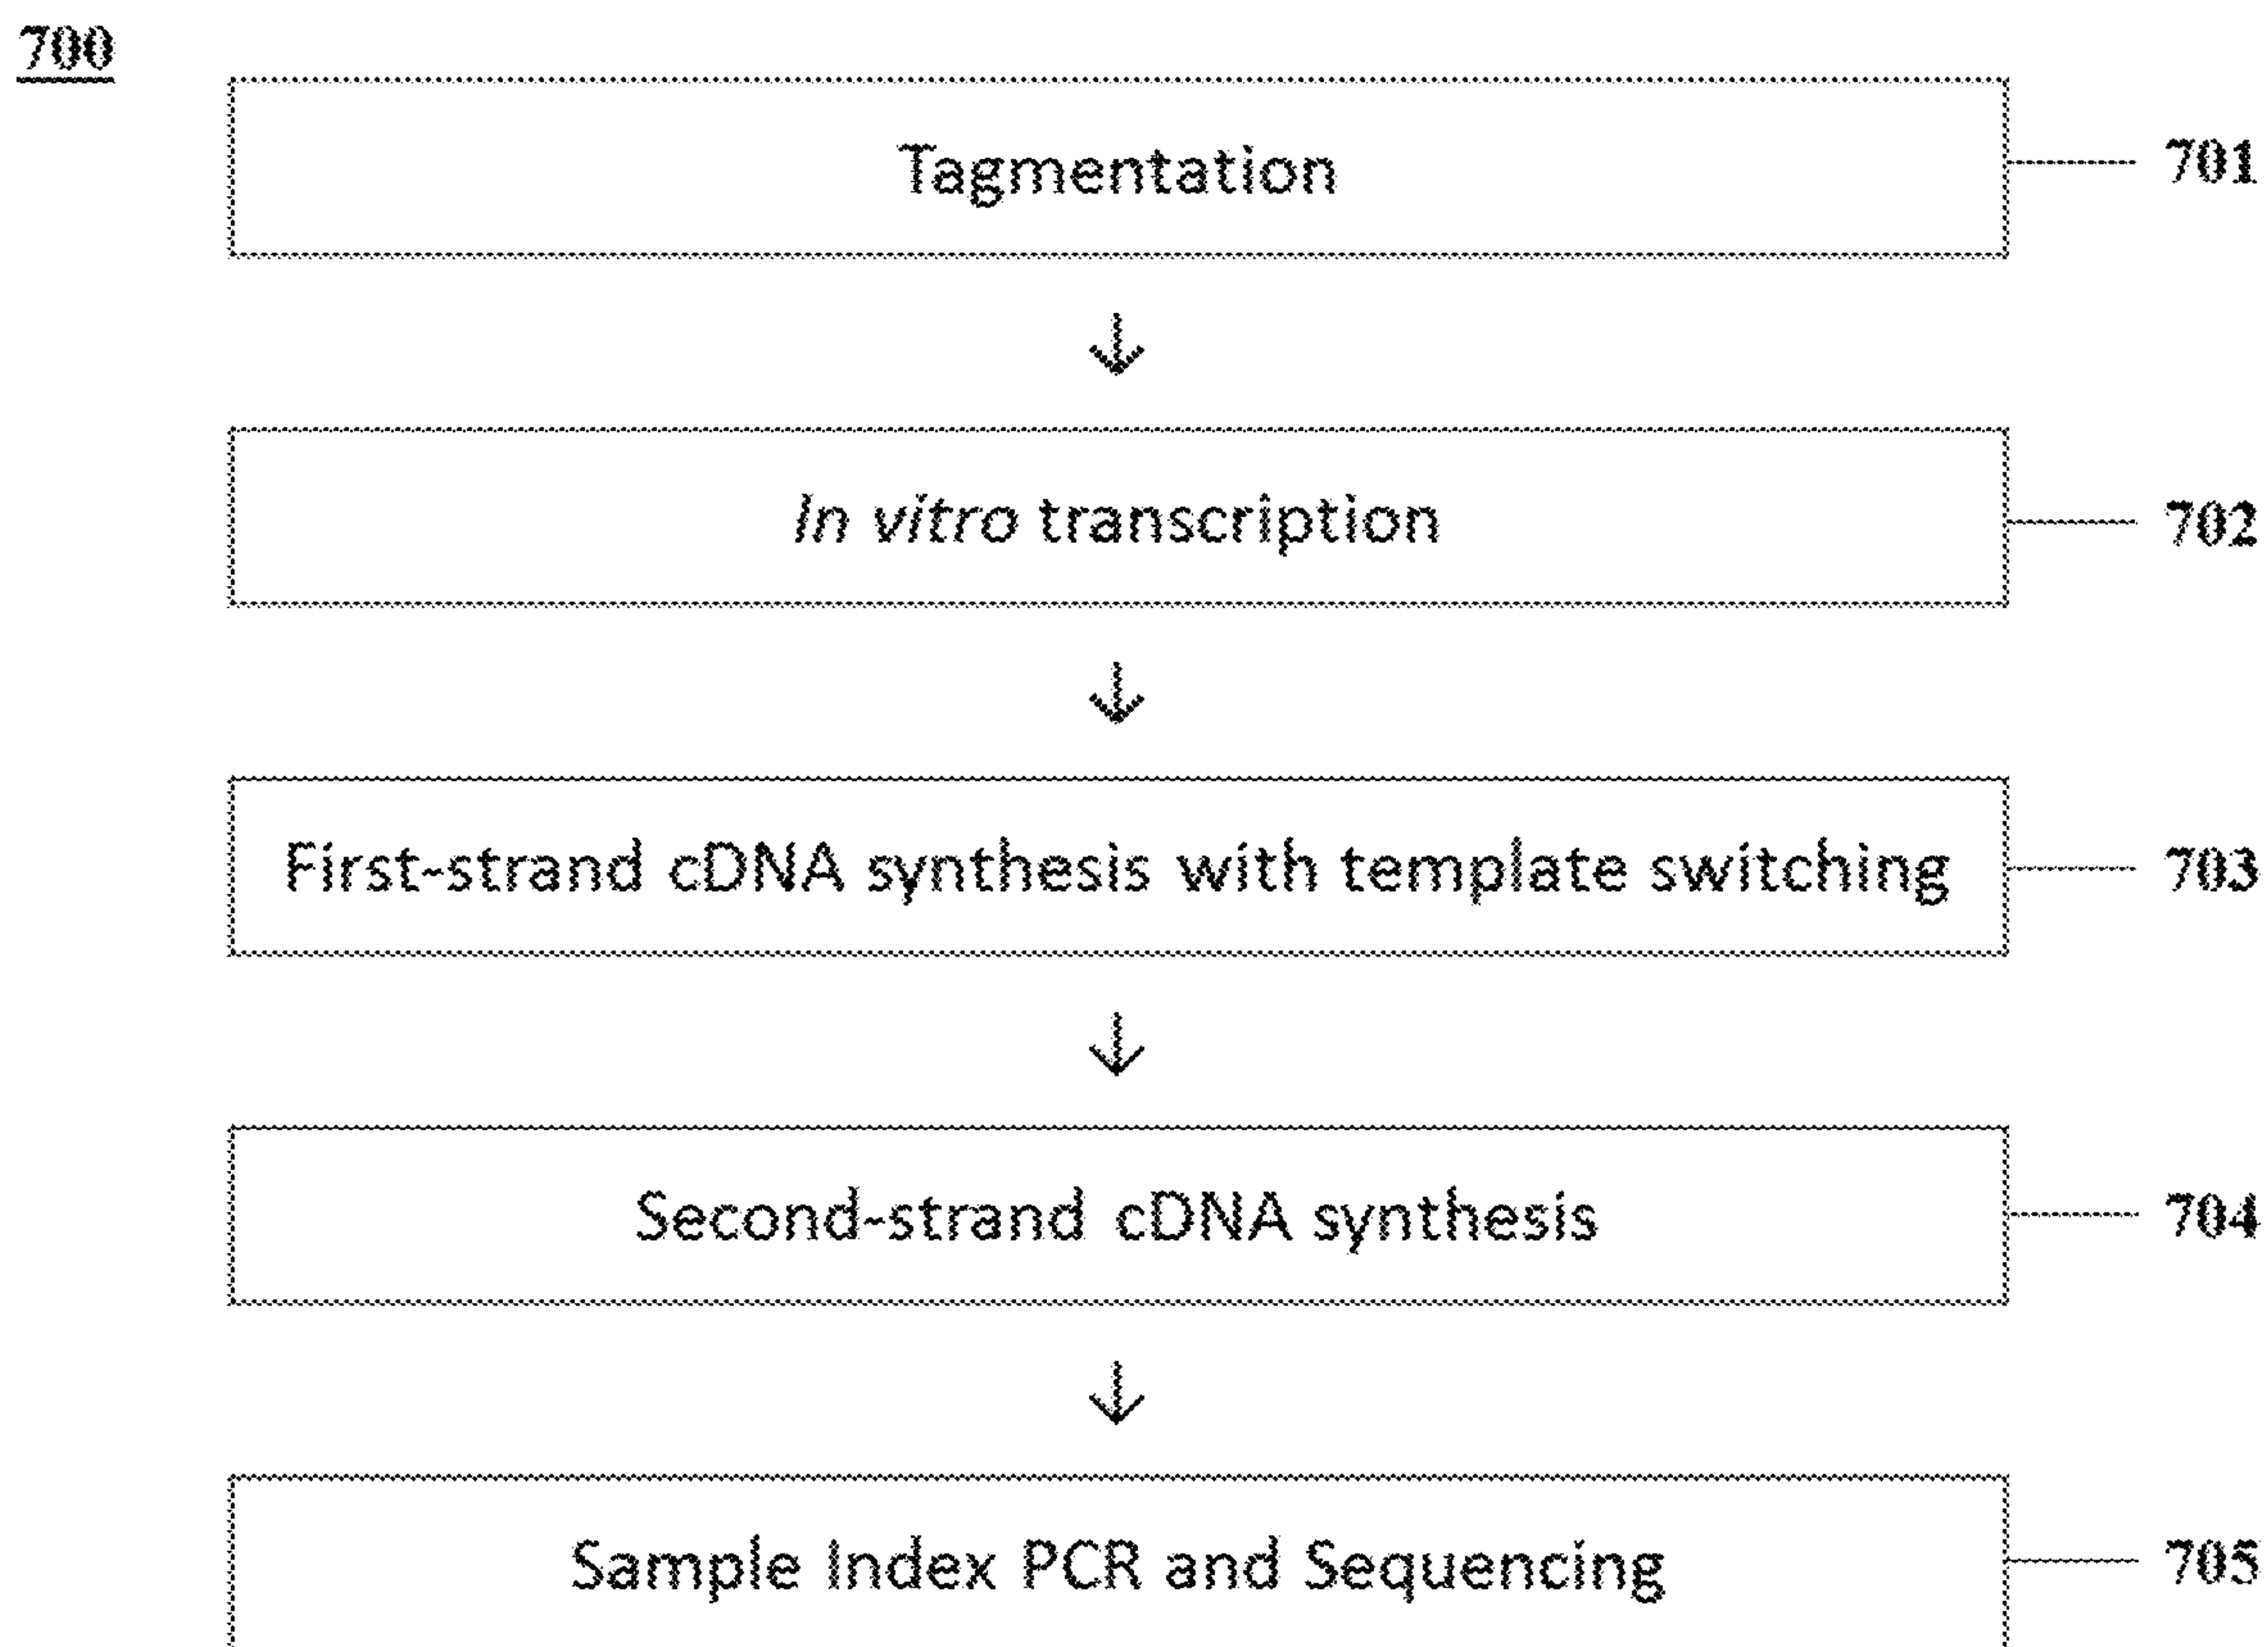 700
Tagmentation
701
In vitro transcription
702
First-strand cDNA synthesis with template switching
703
Second-strand cDNA synthesis
704
Sample Index PCR and Sequencing
705